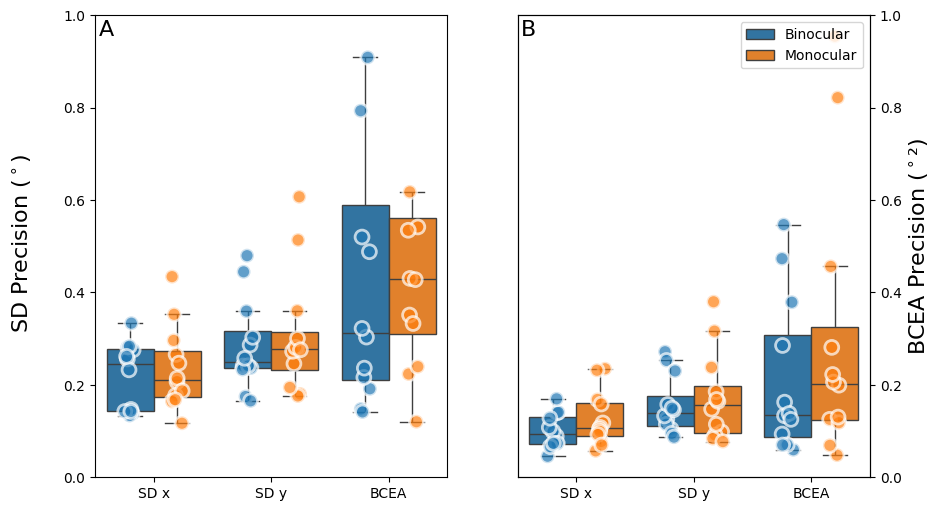 A
B
Binocular
Monocular
SD Precision (°)
1.0
0.8
0.6
0.4
0.2
0.0
SD x
SD y
BCEA
SD x
SD y
BCEA
1.0
0.8
0.6
0.4
0.2
0.0
BCEA Precision (°²)